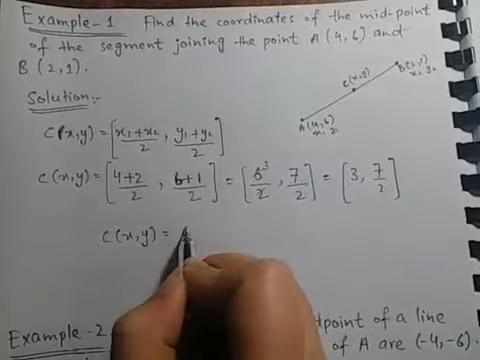 Example-1 Find the coordinates of the mid-point
of the segment joining the point A(4,6) and
B(2,1).
Solution:-
C(x,y)
B(2,1)
x₂ y₂
A(4,6)
x₁ y₁
C(x,y) = [x₁+x₂/2, y₁+y₂/2]
C(x,y) = [4+2/2, 6+1/2] = [6³/2, 7/2] = [3, 7/2]
C(x,y) =
Example-2 dpoint of a line
of A are (-4,-6).